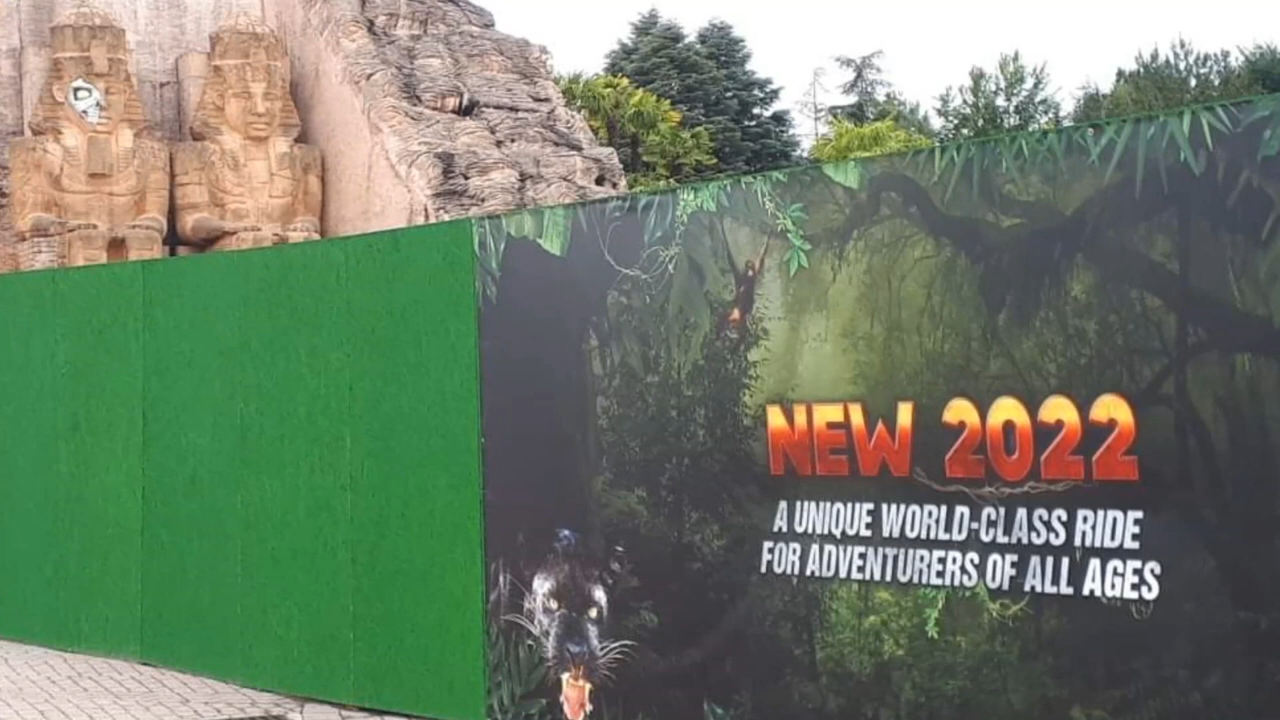 NEW 2022
A UNIQUE WORLD-CLASS RIDE
FOR ADVENTURERS OF ALL AGES